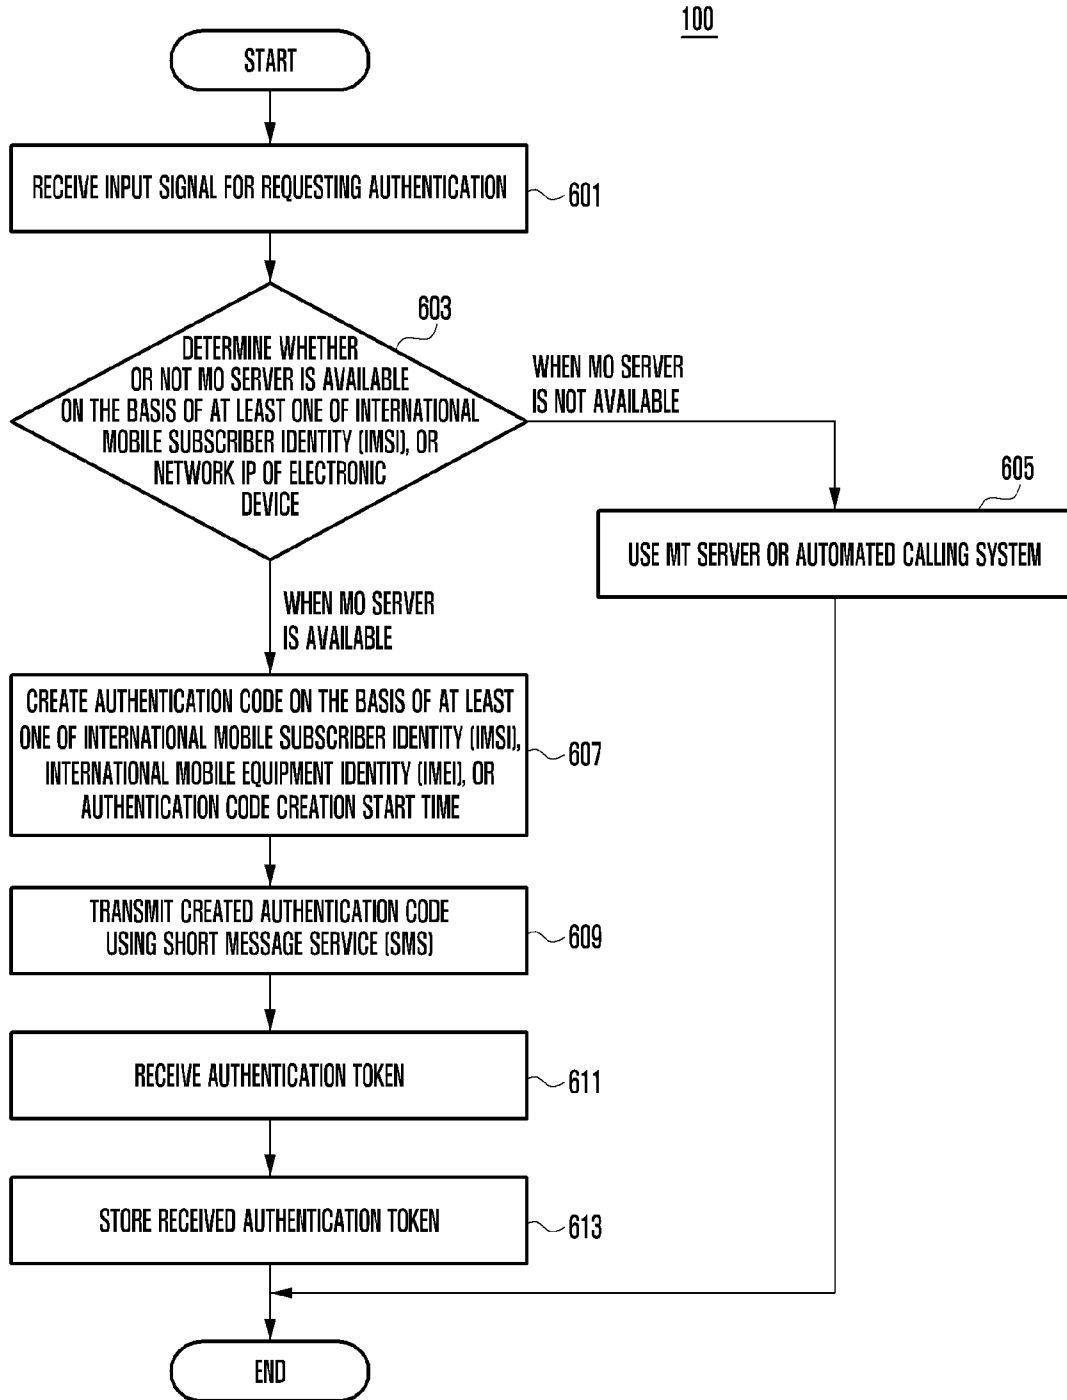 100
START
RECEIVE INPUT SIGNAL FOR REQUESTING AUTHENTICATION
601
603
DETERMINE WHETHER
OR NOT MO SERVER IS AVAILABLE
ON THE BASIS OF AT LEAST ONE OF INTERNATIONAL
MOBILE SUBSCRIBER IDENTITY (IMSI), OR
NETWORK IP OF ELECTRONIC
DEVICE
WHEN MO SERVER
IS NOT AVAILABLE
605
USE MT SERVER OR AUTOMATED CALLING SYSTEM
WHEN MO SERVER
IS AVAILABLE
CREATE AUTHENTICATION CODE ON THE BASIS OF AT LEAST
ONE OF INTERNATIONAL MOBILE SUBSCRIBER IDENTITY (IMSI),
INTERNATIONAL MOBILE EQUIPMENT IDENTITY (IMEI), OR
AUTHENTICATION CODE CREATION START TIME
607
TRANSMIT CREATED AUTHENTICATION CODE
USING SHORT MESSAGE SERVICE (SMS)
609
RECEIVE AUTHENTICATION TOKEN
611
STORE RECEIVED AUTHENTICATION TOKEN
613
END